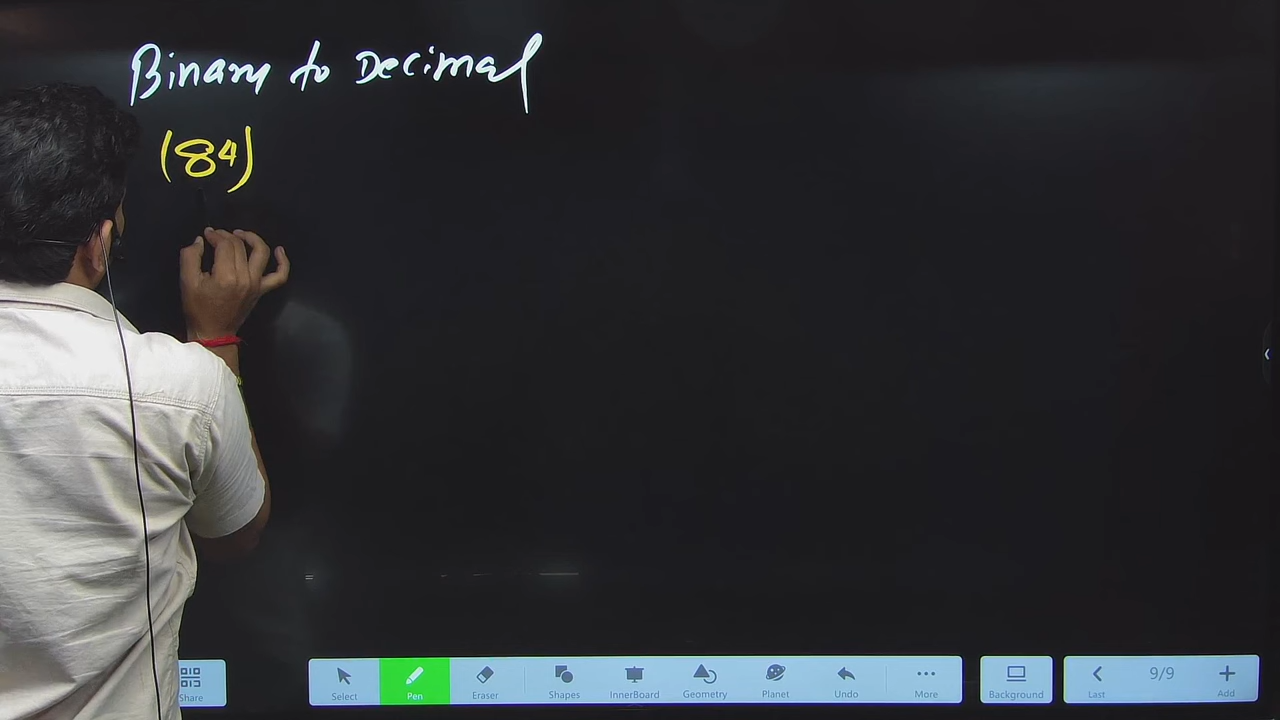 Binary to Decimal
(84)
Share
Select
Pen
Eraser
Shapes
InnerBoard
Geometry
Planet
Undo
More
Background
Last
9/9
Add